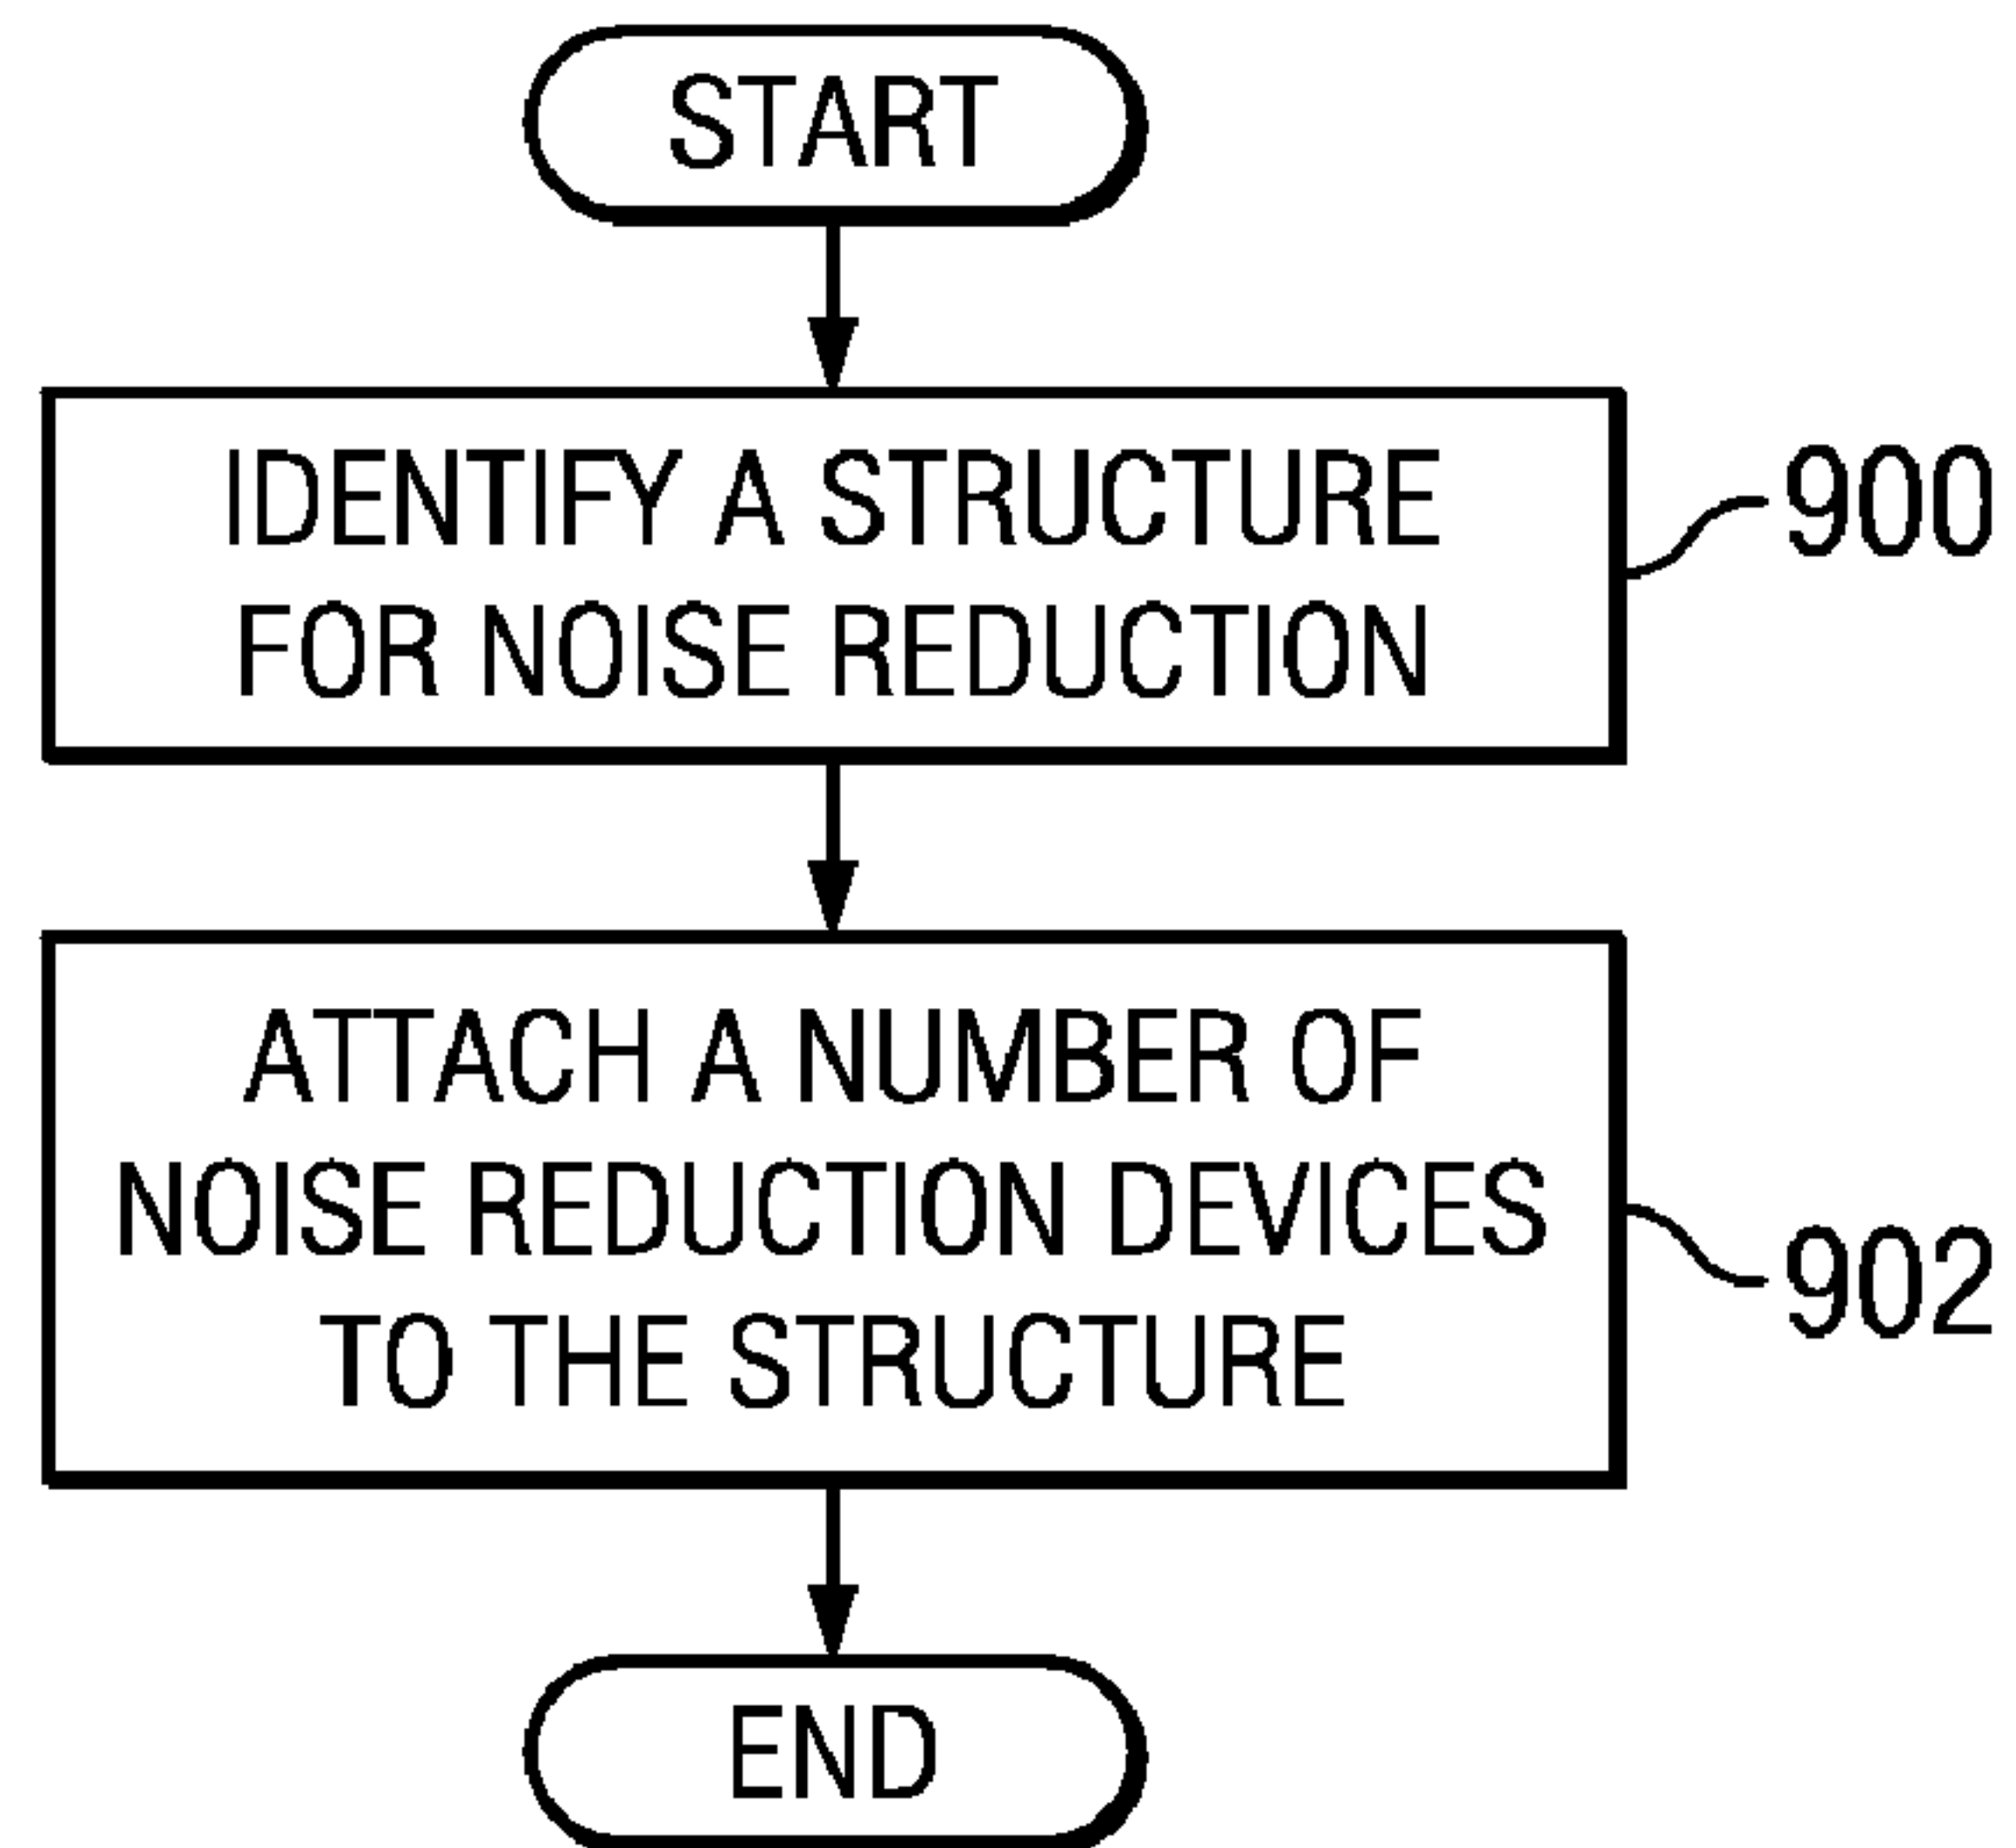 START
IDENTIFY A STRUCTURE
FOR NOISE REDUCTION
900
ATTACH A NUMBER OF
NOISE REDUCTION DEVICES
TO THE STRUCTURE
902
END